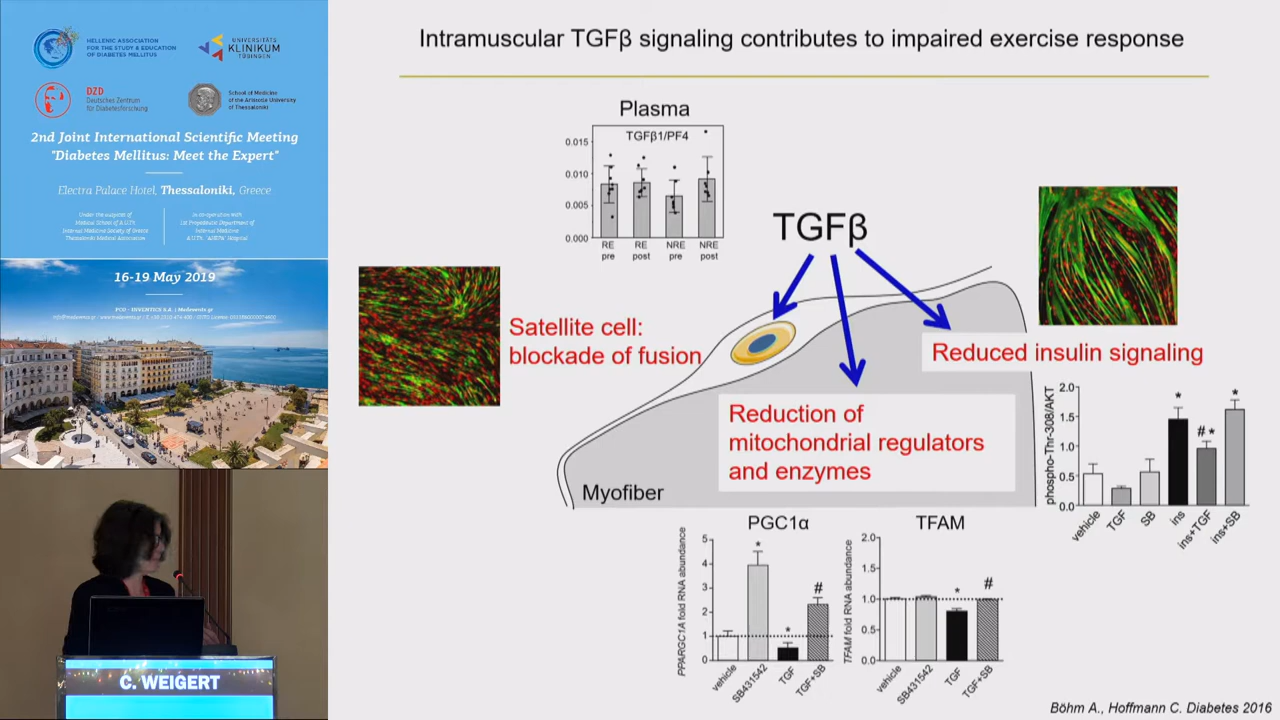 HELLENIC ASSOCIATION
FOR THE STUDY & EDUCATION
OF DIABETES MELLITUS
UNIVERSITÄTS
KLINIKUM
TÜBINGEN
DZD
Deutsches Zentrum
für Diabetesforschung
School of Medicine
of the Aristotle University
of Thessaloniki
2nd Joint International Scientific Meeting
"Diabetes Mellitus: Meet the Expert"
Electra Palace Hotel, Thessaloniki, Greece
Under the auspices of
Medical School of A.U.Th.
Internal Medicine Society of Greece
Thessaloniki Medical Association
In co-operation with
1st Propedeutic Department of
Internal Medicine
A.U.Th. "AHEPA" Hospital
16-19 May 2019
C. WEIGERT
Intramuscular TGFβ signaling contributes to impaired exercise response
Plasma
TGFβ1/PF4
0.015
0.010
0.005
0.000
RE pre
RE post
NRE pre
NRE post
TGFβ
Satellite cell:
blockade of fusion
Reduced insulin signaling
Reduction of
mitochondrial regulators
and enzymes
Myofiber
phospho-Thr-308/AKT
2.0
1.5
1.0
0.5
0.0
*
# *
*
vehicle
TGF
SB
ins
ins+TGF
ins+SB
PGC1α
PPARGC1A fold RNA abundance
5
4
3
2
1
0
*
*
#
vehicle
SB431542
TGF
TGF+SB
TFAM
TFAM fold RNA abundance
2.0
1.5
1.0
0.5
0.0
*
#
vehicle
SB431542
TGF
TGF+SB
Böhm A., Hoffmann C. Diabetes 2016